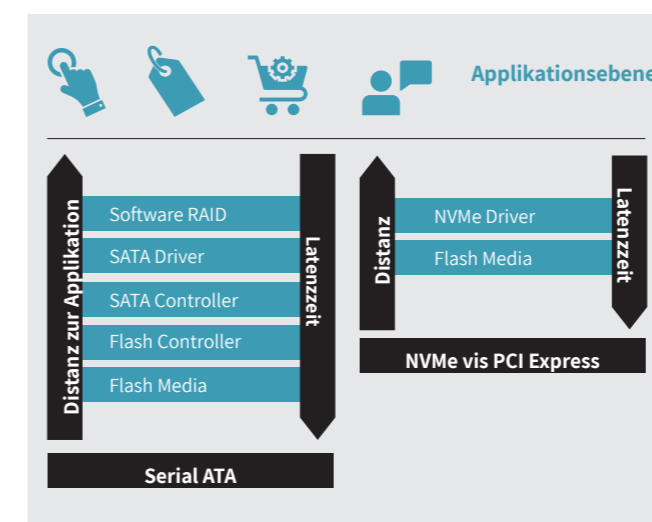 Applikationsebene
Distanz zur Applikation
Software RAID
SATA Driver
SATA Controller
Flash Controller
Flash Media
Latenzzeit
Serial ATA
Distanz
NVMe Driver
Flash Media
Latenzzeit
NVMe vis PCI Express